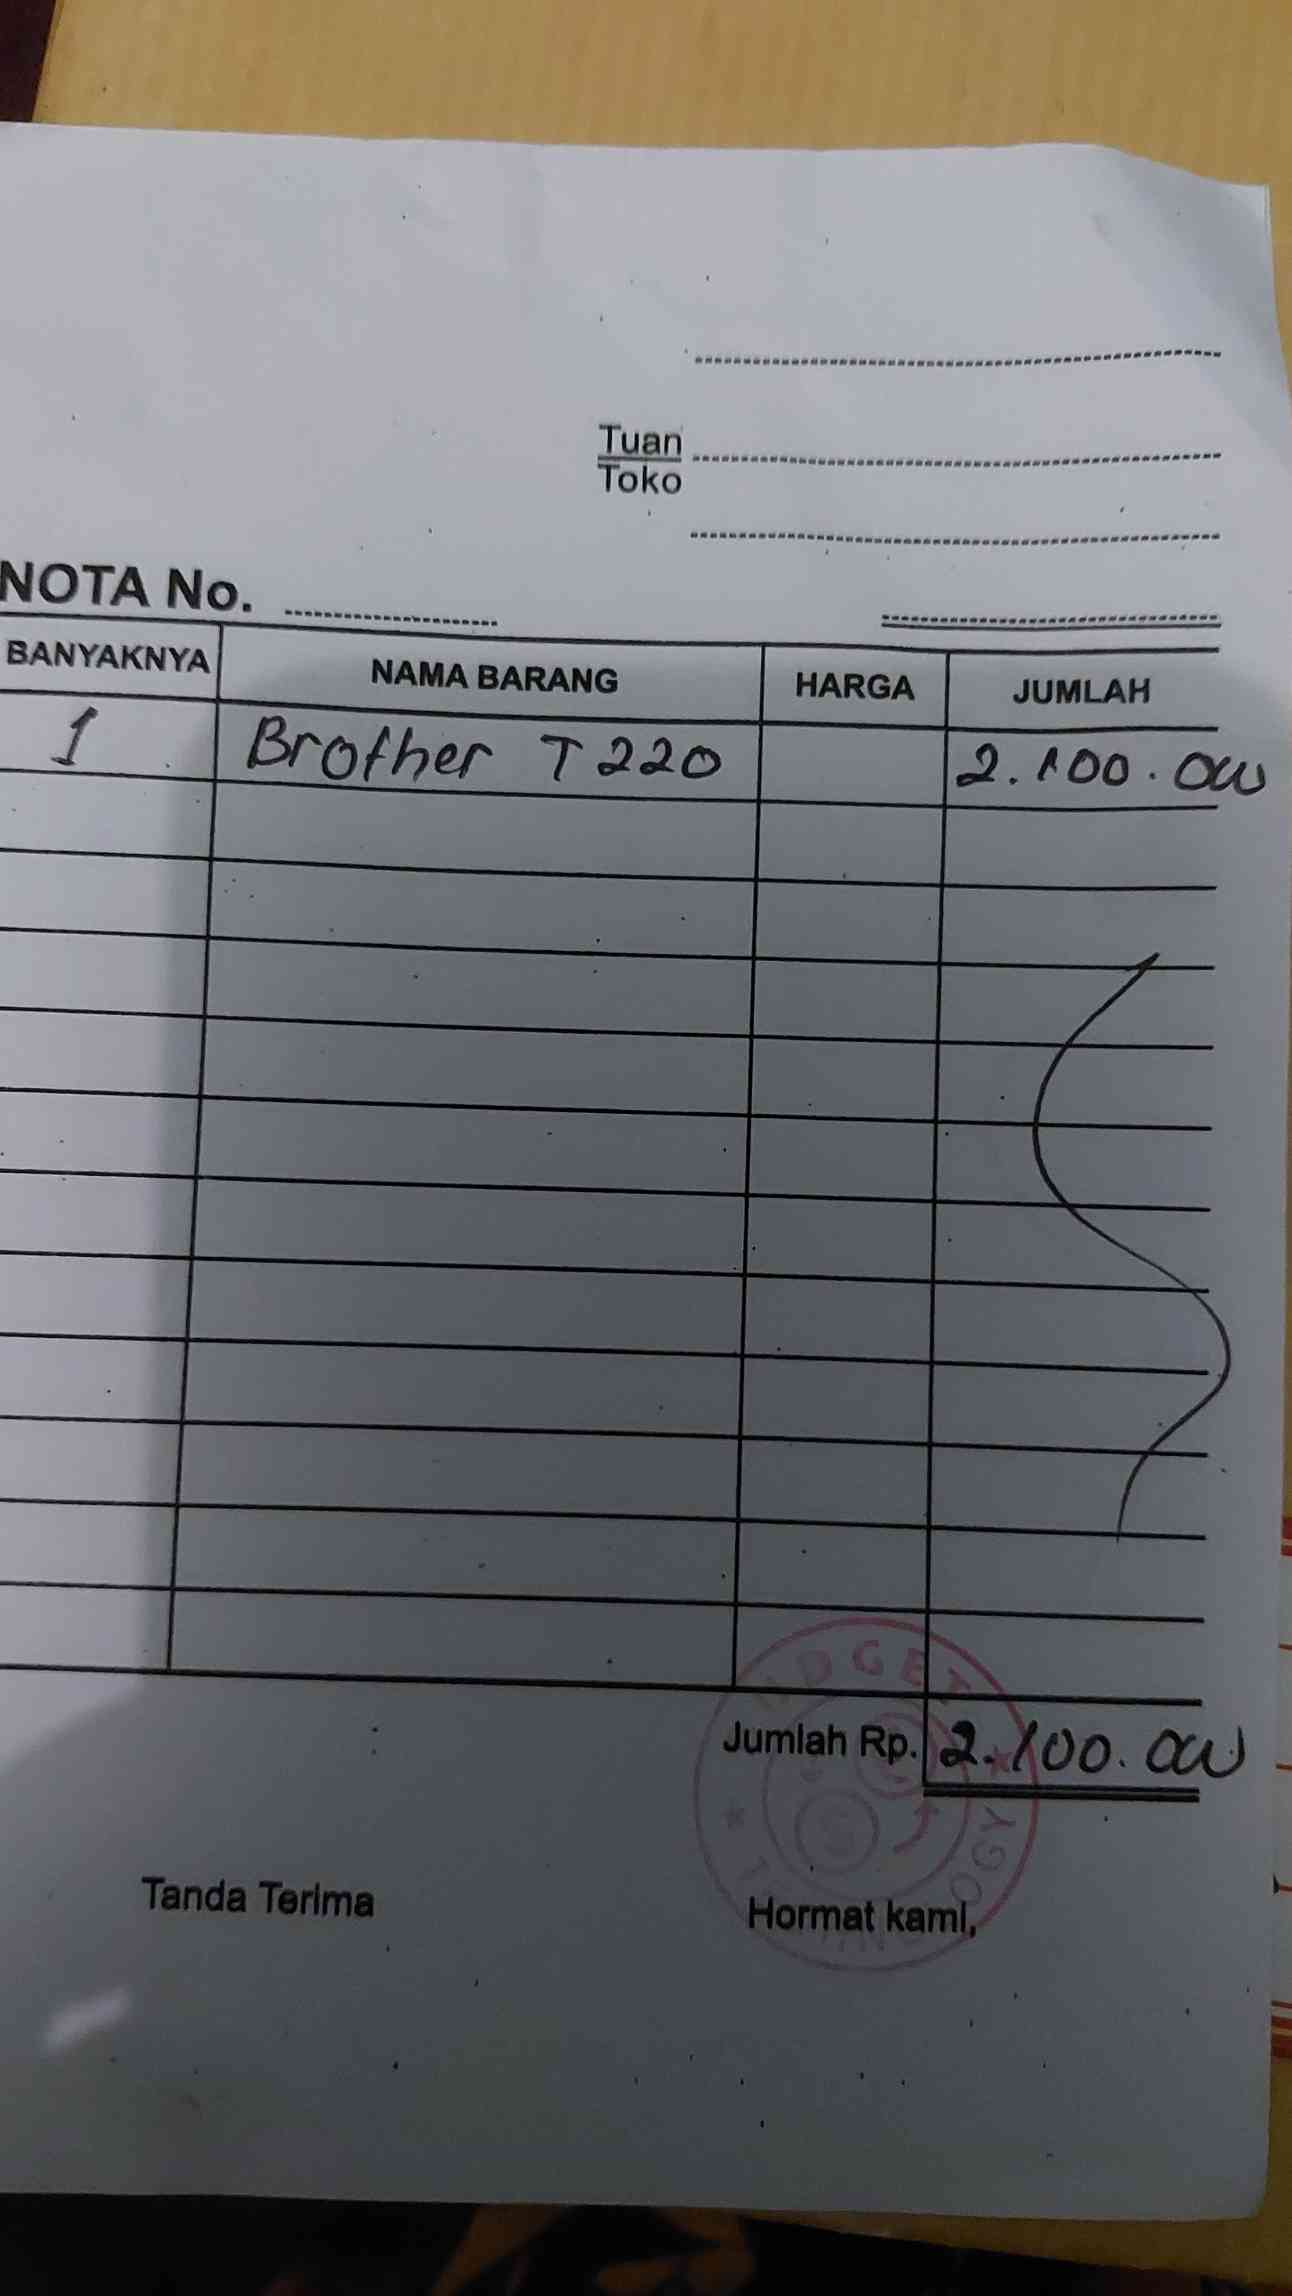 Tuan
Toko
NOTA No.
BANYAKNYA NAMA BARANG HARGA JUMLAH
1 Brother T220 2.100.000
Jumlah Rp. 2.100.000
Tanda Terima Hormat kami,